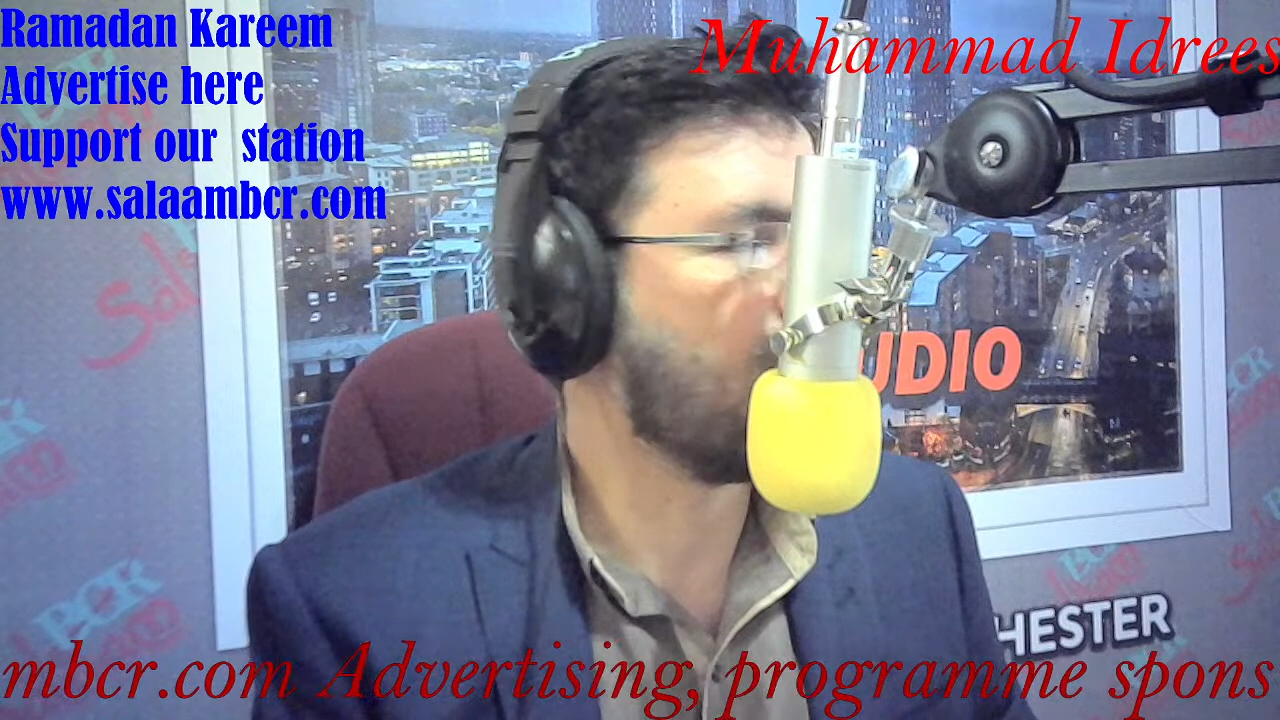 Ramadan Kareem
Advertise here
Support our station
www.salaambcr.com
Muhammad Idrees
UDIO
HESTER
mbcr.com Advertising, programme spons